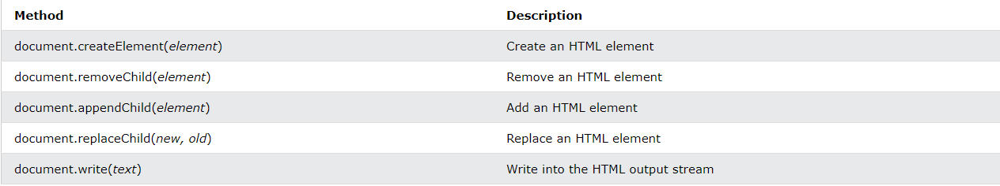 Method Description
document.createElement(element) Create an HTML element
document.removeChild(element) Remove an HTML element
document.appendChild(element) Add an HTML element
document.replaceChild(new, old) Replace an HTML element
document.write(text) Write into the HTML output stream